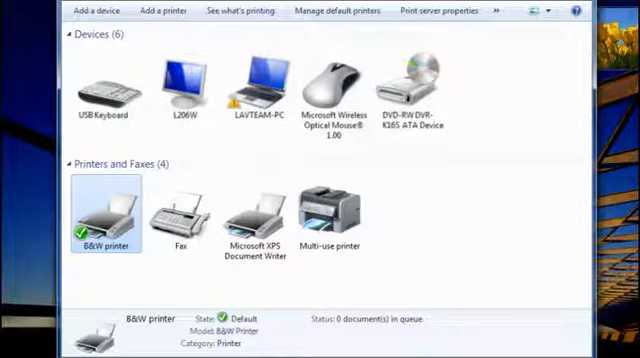 Add a device Add a printer See what's printing Manage default printers Print server properties »
Devices (6)
USB Keyboard
L206W
LAVTEAM-PC
Microsoft Wireless
Optical Mouse®
1.00
DVD-RW DVR-
K16S ATA Device
Printers and Faxes (4)
B&W printer
Fax
Microsoft XPS
Document Writer
Multi-use printer
B&W printer State: Default Status: 0 document(s) in queue
Model: B&W Printer
Category: Printer